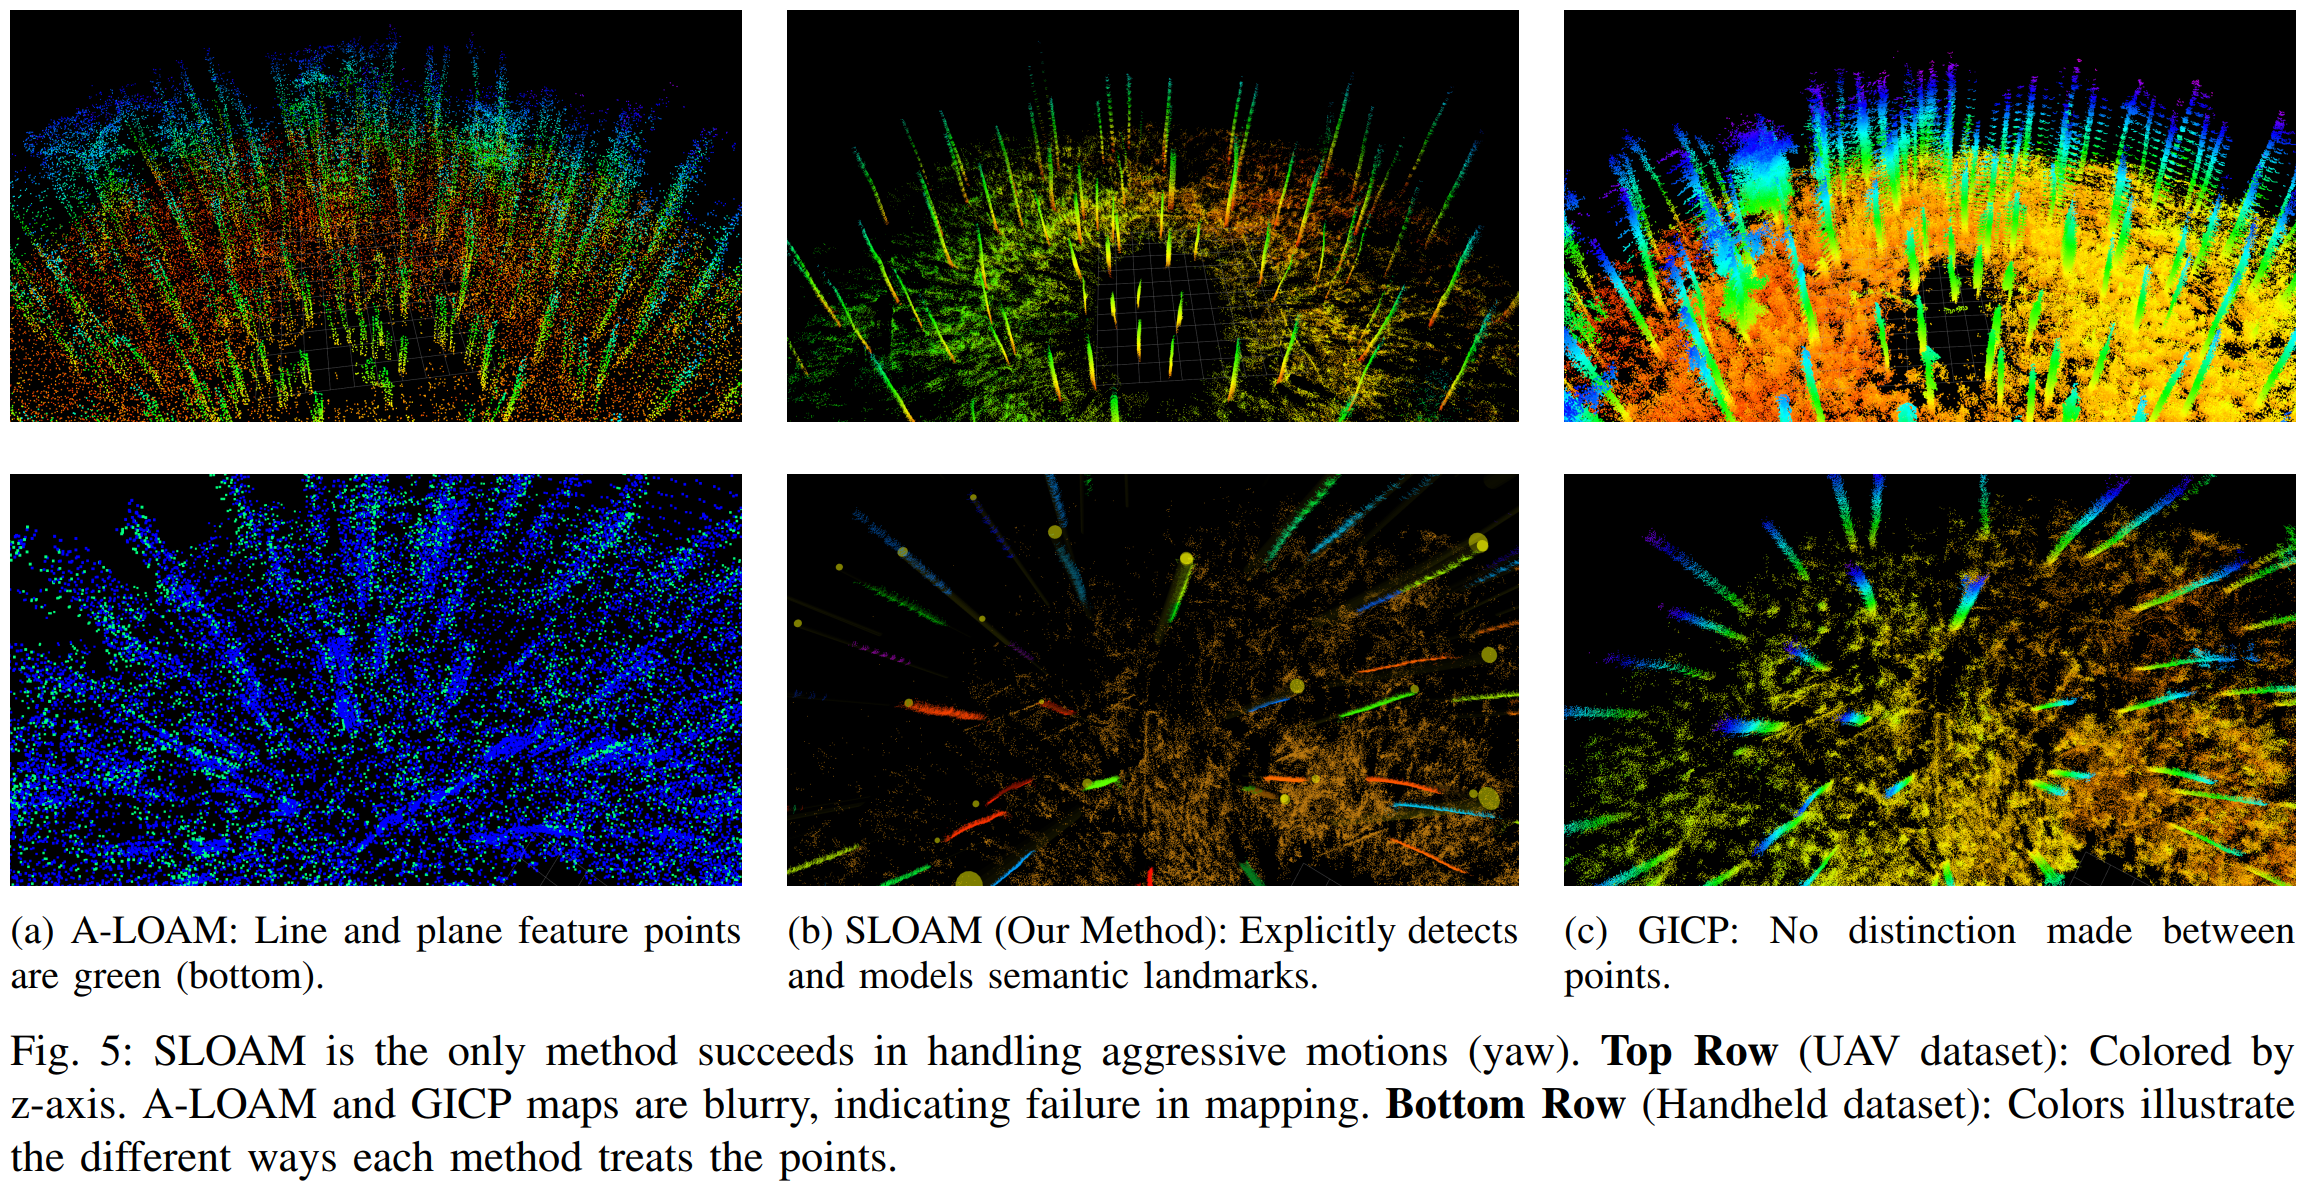 (a) A-LOAM: Line and plane feature points
are green (bottom).
(b) SLOAM (Our Method): Explicitly detects
and models semantic landmarks.
(c) GICP: No distinction made between
points.
Fig. 5: SLOAM is the only method succeeds in handling aggressive motions (yaw). Top Row (UAV dataset): Colored by
z-axis. A-LOAM and GICP maps are blurry, indicating failure in mapping. Bottom Row (Handheld dataset): Colors illustrate
the different ways each method treats the points.